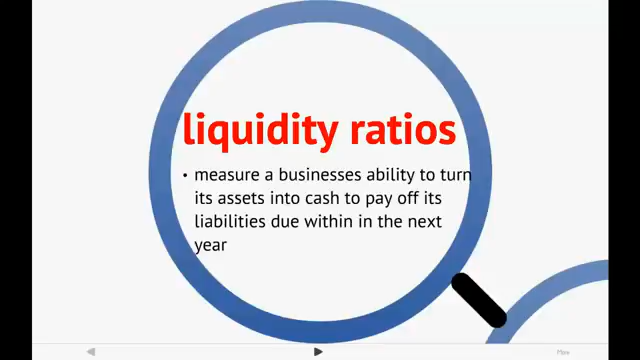 liquidity ratios
• measure a businesses ability to turn
its assets into cash to pay off its
liabilities due within in the next
year
More